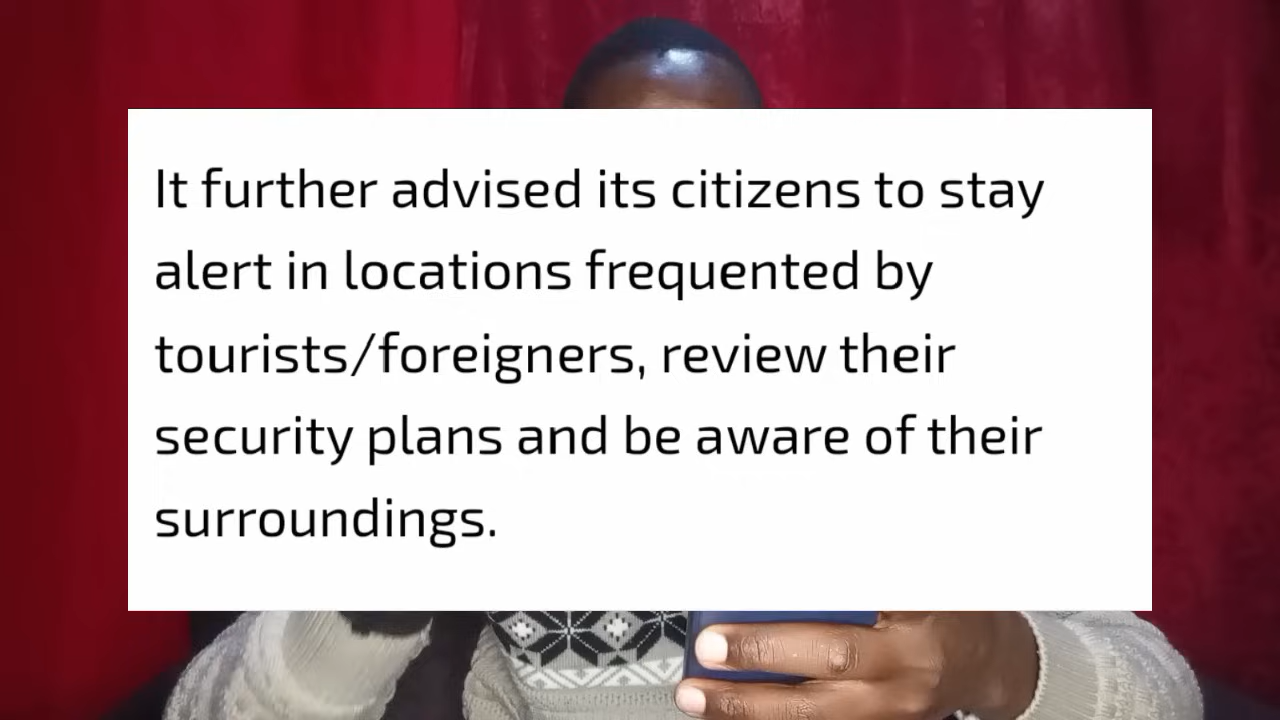 It further advised its citizens to stay
alert in locations frequented by
tourists/foreigners, review their
security plans and be aware of their
surroundings.